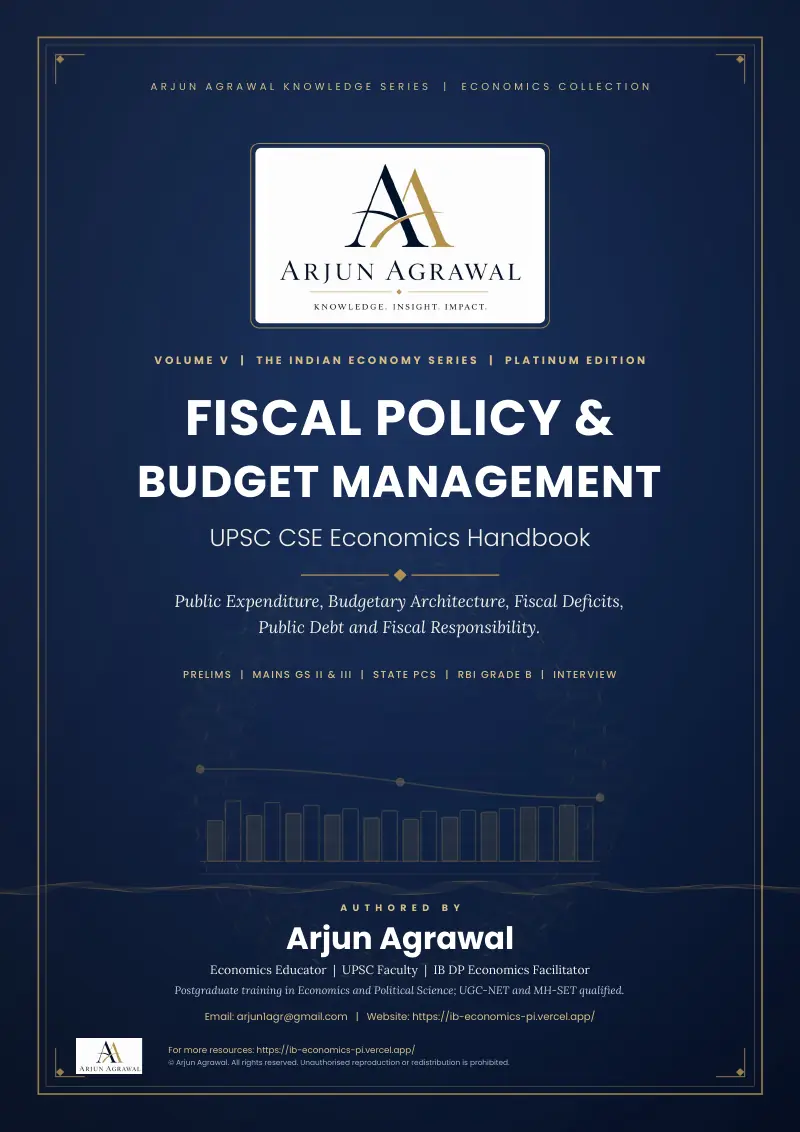 ARJUN AGRAWAL KNOWLEDGE SERIES | ECONOMICS COLLECTION
AA
ARJUN AGRAWAL
KNOWLEDGE. INSIGHT. IMPACT.
VOLUME V | THE INDIAN ECONOMY SERIES | PLATINUM EDITION
FISCAL POLICY &
BUDGET MANAGEMENT
UPSC CSE Economics Handbook
Public Expenditure, Budgetary Architecture, Fiscal Deficits,
Public Debt and Fiscal Responsibility.
PRELIMS | MAINS GS II & III | STATE PCS | RBI GRADE B | INTERVIEW
AUTHORED BY
Arjun Agrawal
Economics Educator | UPSC Faculty | IB DP Economics Facilitator
Postgraduate training in Economics and Political Science; UGC-NET and MH-SET qualified.
Email: arjun1agr@gmail.com | Website: https://ib-economics-pi.vercel.app/
AA
ARJUN AGRAWAL
For more resources: https://ib-economics-pi.vercel.app/
© Arjun Agrawal. All rights reserved. Unauthorised reproduction or redistribution is prohibited.